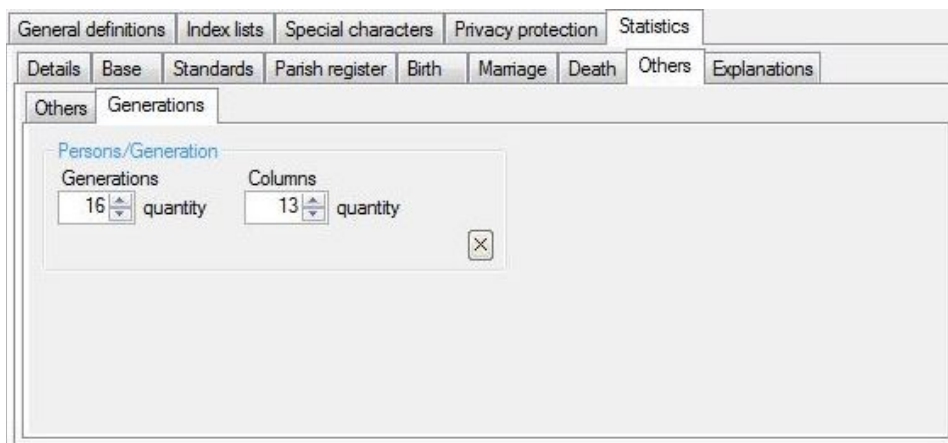 General definitions Index lists Special characters Privacy protection Statistics
Details Base Standards Parish register Birth Marriage Death Others Explanations
Others Generations
Persons/Generation
Generations Columns
16 quantity 13 quantity